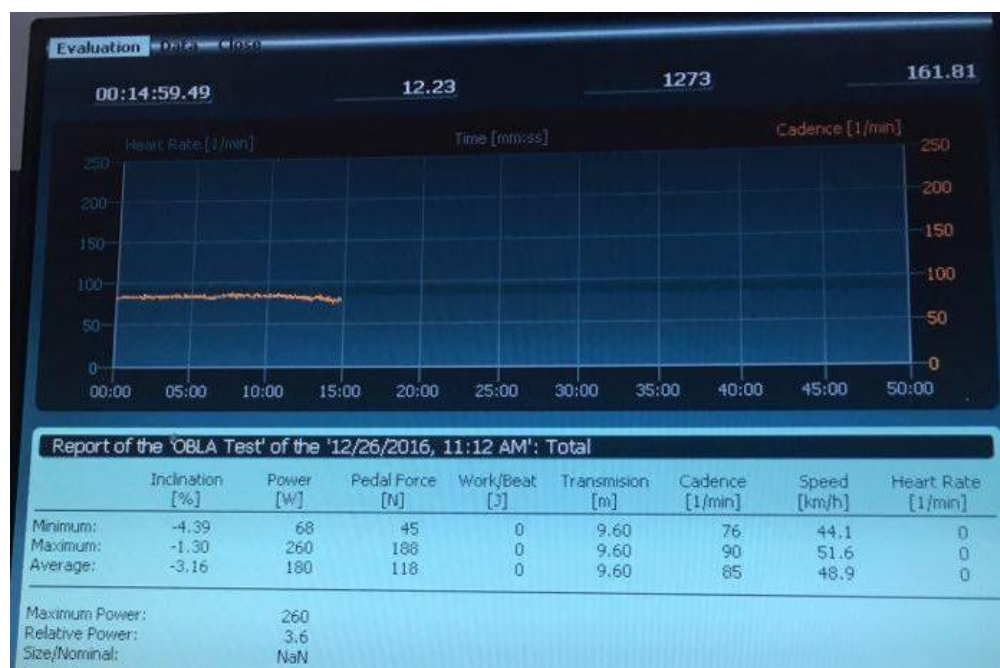 Evaluation Data Close
00:14:59.49 12.23 1273 161.81
Heart Rate [1/min] Time [mm:ss] Cadence [1/min]
250 250
200 200
150 150
100 100
50 50
0 0
00:00 05:00 10:00 15:00 20:00 25:00 30:00 35:00 40:00 45:00 50:00
Report of the 'OBLA Test' of the '12/26/2016, 11:12 AM': Total
Inclination Power Pedal Force Work/Beat Transmision Cadence Speed Heart Rate
[%] [W] [N] [J] [m] [1/min] [km/h] [1/min]
Minimum: -4.39 68 45 0 9.60 76 44.1 0
Maximum: -1.30 260 188 0 9.60 90 51.6 0
Average: -3.16 180 118 0 9.60 85 48.9 0
Maximum Power: 260
Relative Power: 3.6
Size/Nominal: NaN